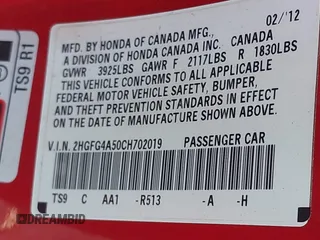 02/'12
MFD. BY HONDA OF CANADA MFG.,
A DIVISION OF HONDA CANADA INC. CANADA
GVWR 3925LBS GAWR F 2117LBS R 1830LBS
THIS VEHICLE CONFORMS TO ALL APPLICABLE
FEDERAL MOTOR VEHICLE SAFETY, BUMPER,
AND THEFT PREVENTION STANDARDS IN EFFECT
ON THE DATE OF MANUFACTURE SHOWN ABOVE.
V.I.N. 2HGFG4A50CH702019 PASSENGER CAR
TS9 C AA1 -R513 -A -H
TS9 R1
DREAMBID